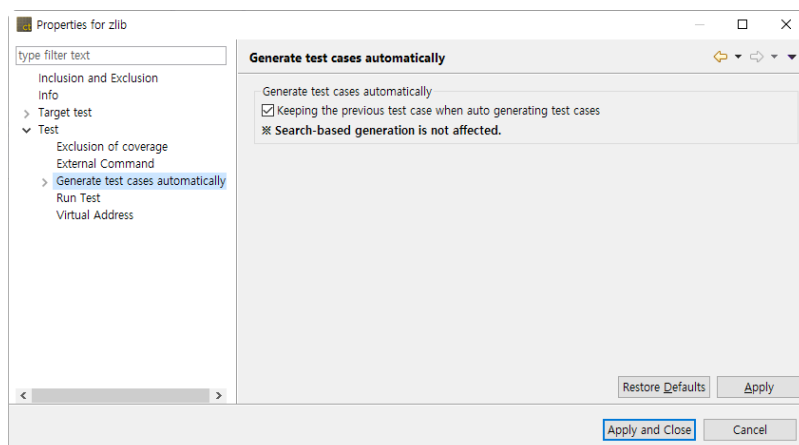 ct Properties for zlib
type filter text
Inclusion and Exclusion
Info
Target test
Test
Exclusion of coverage
External Command
Generate test cases automatically
Run Test
Virtual Address
Generate test cases automatically
Generate test cases automatically
Keeping the previous test case when auto generating test cases
※ Search-based generation is not affected.
Restore Defaults
Apply
Apply and Close
Cancel